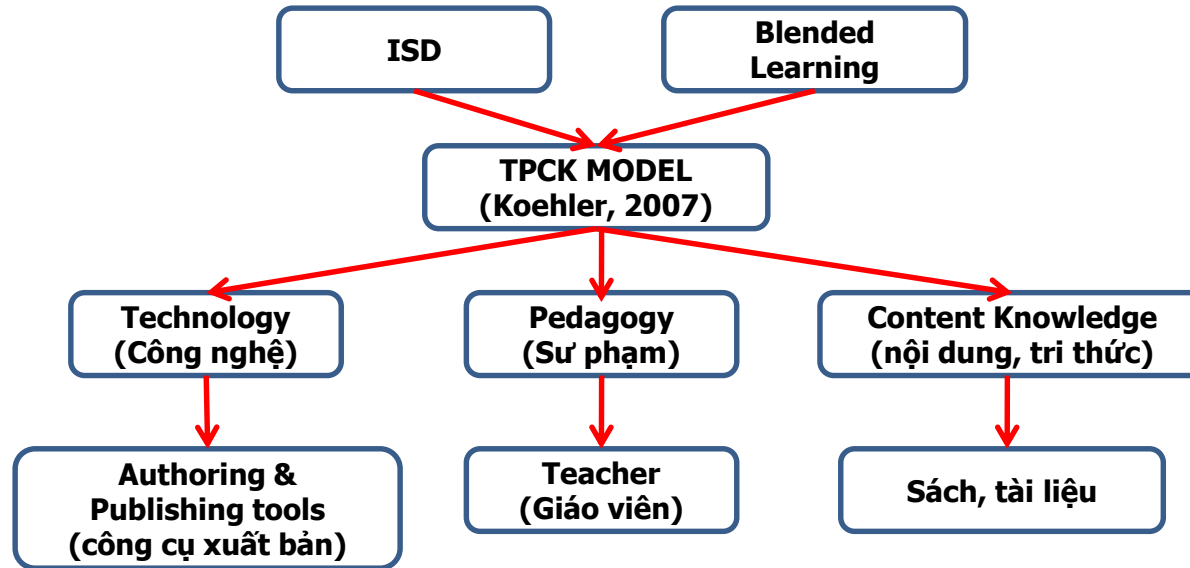 ISD
Blended
Learning
TPCK MODEL
(Koehler, 2007)
Technology
(Công nghệ)
Pedagogy
(Sư phạm)
Content Knowledge
(nội dung, tri thức)
Authoring &
Publishing tools
(công cụ xuất bản)
Teacher
(Giáo viên)
Sách, tài liệu